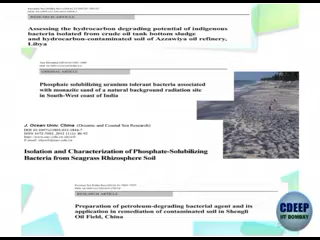 RESEARCH ARTICLE
Assessing the hydrocarbon degrading potential of indigenous
bacteria isolated from crude oil tank bottom sludge
and hydrocarbon-contaminated soil of Azzawiya oil refinery,
Libya
ORIGINAL ARTICLE
Phosphate solubilizing uranium tolerant bacteria associated
with monazite sand of a natural background radiation site
in South-West coast of India
J. Ocean Univ. China (Oceanic and Coastal Sea Research)
Isolation and Characterization of Phosphate-Solubilizing
Bacteria from Seagrass Rhizosphere Soil
RESEARCH ARTICLE
Preparation of petroleum-degrading bacterial agent and its
application in remediation of contaminated soil in Shengli
Oil Field, China
CDEEP
IIT BOMBAY